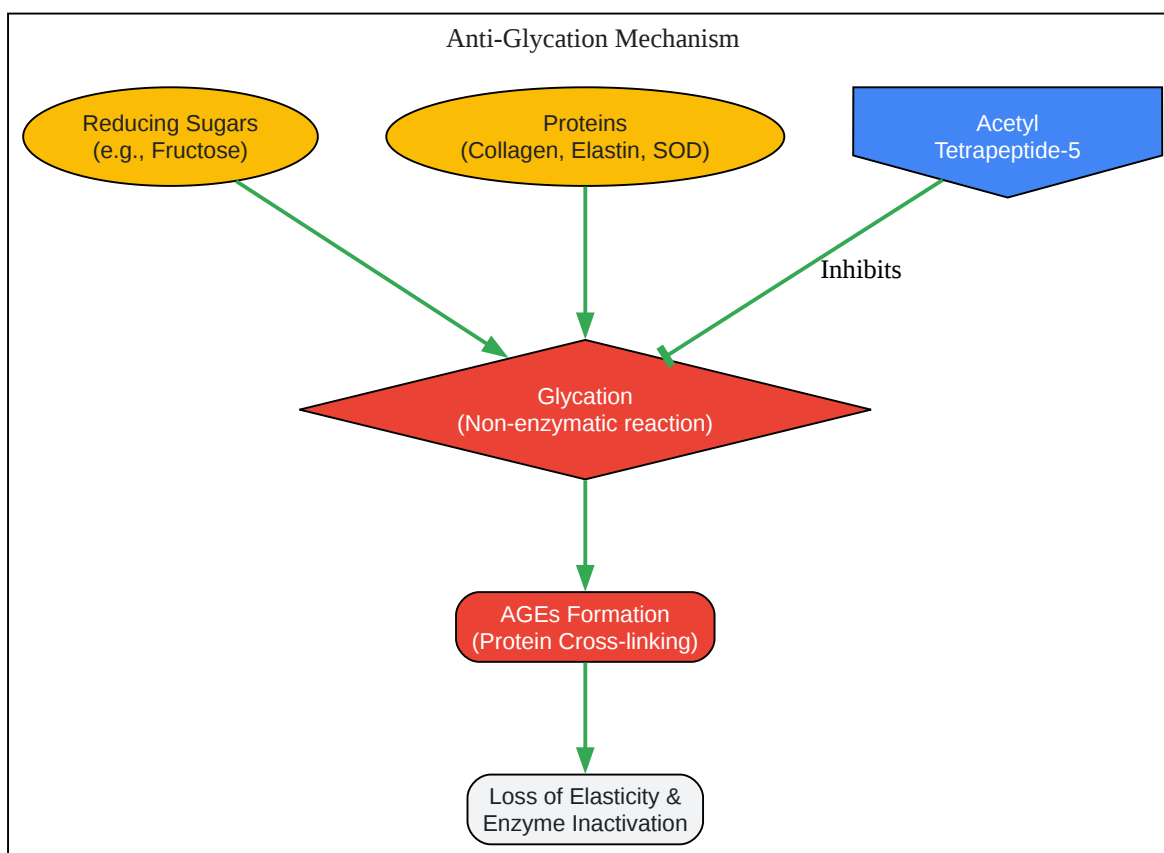 Anti-Glycation Mechanism
Reducing Sugars
(e.g., Fructose)
Proteins
(Collagen, Elastin, SOD)
Acetyl
Tetrapeptide-5
Inhibits
Glycation
(Non-enzymatic reaction)
AGEs Formation
(Protein Cross-linking)
Loss of Elasticity &
Enzyme Inactivation